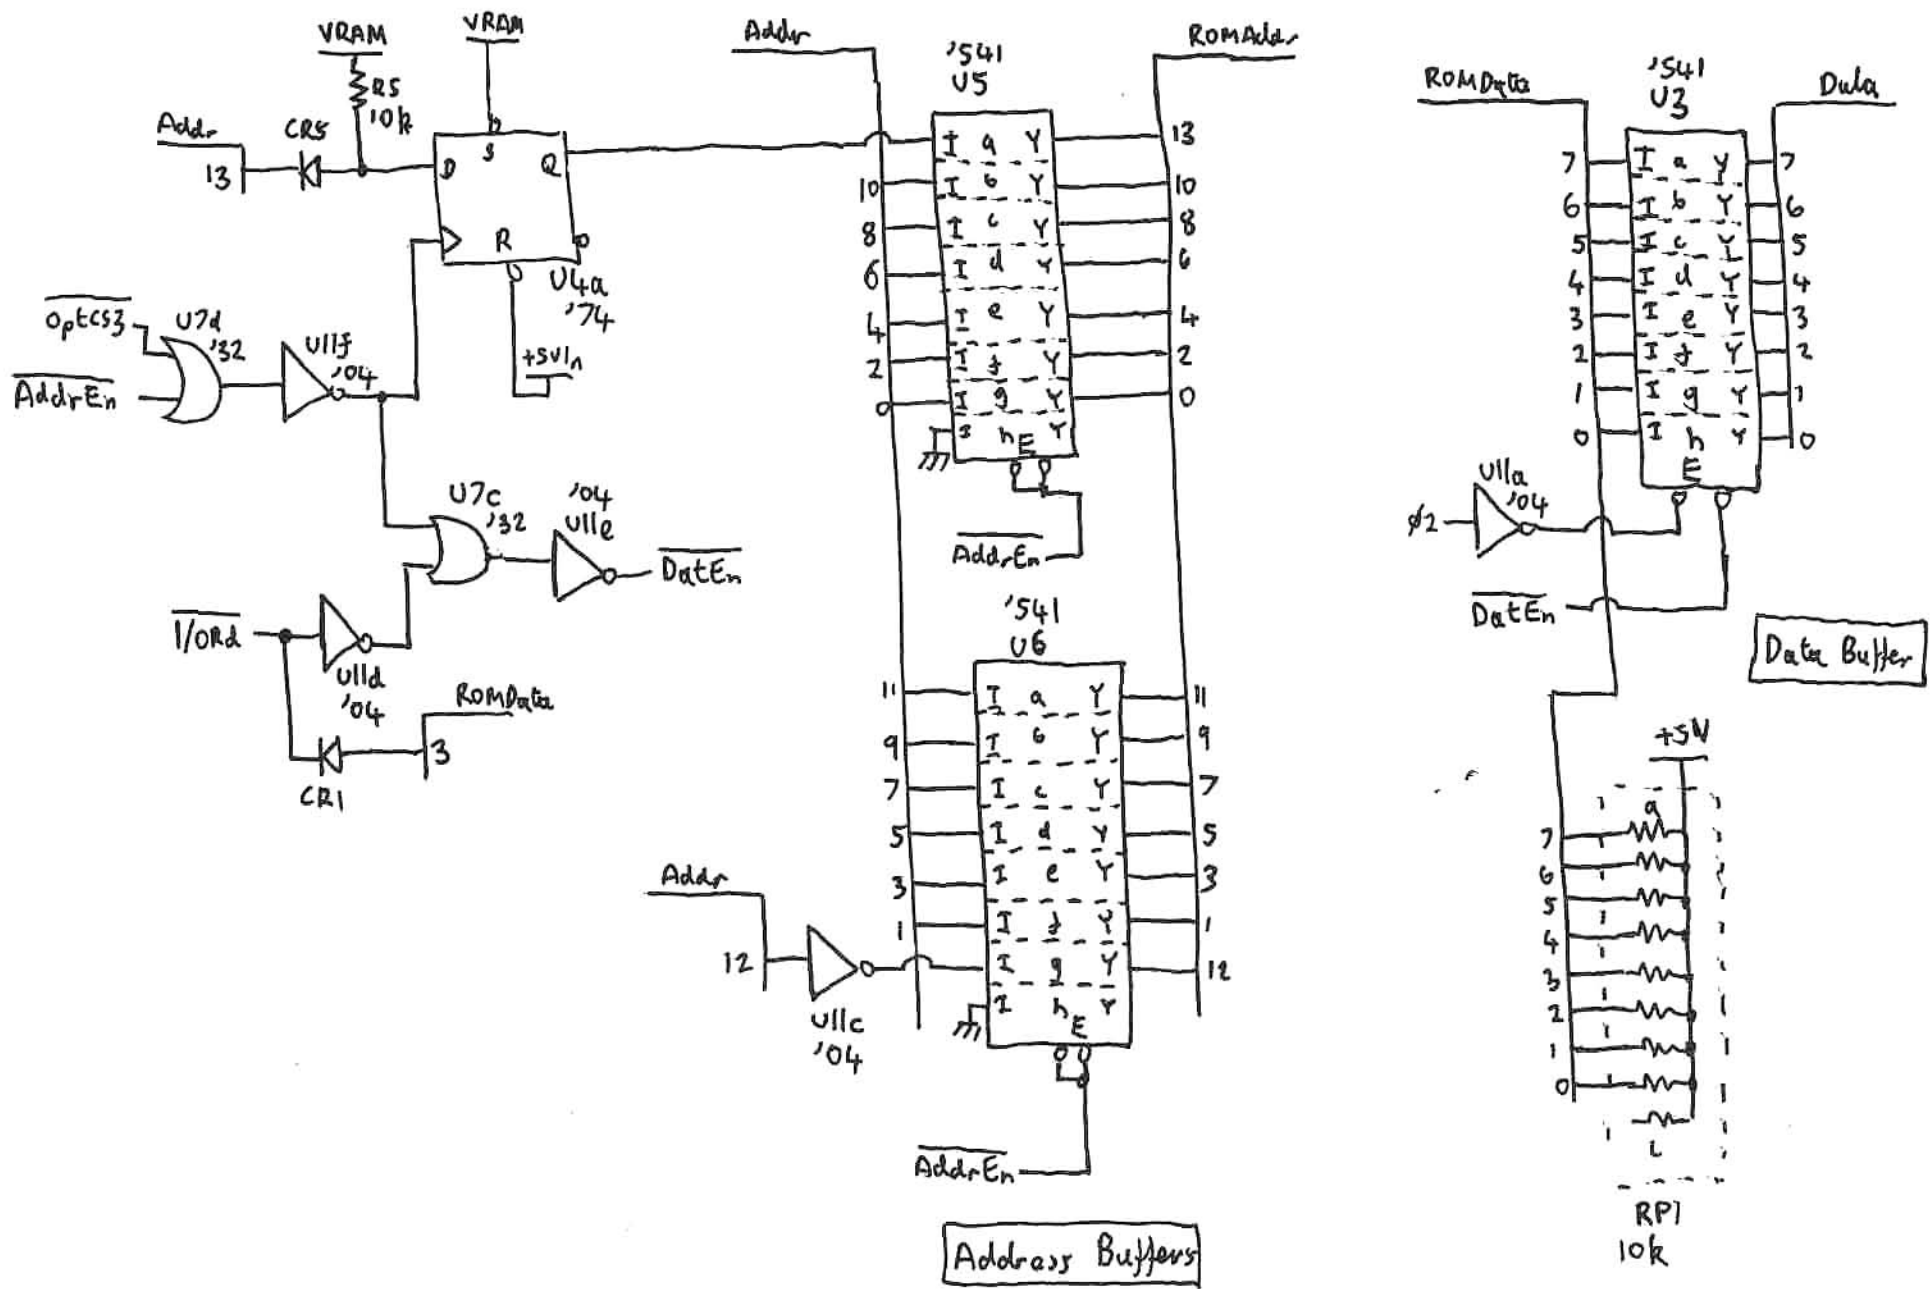 VRAM
R5
10k
VRAM
Addr
13
CR5
D
S
Q
R
U4a
'74
+5VIn
OptCS3
AddrEn
U7d
'32
U11f
'04
U7c
'32
'04
U11e
DatEn
I/ORd
U11d
'04
ROMData
3
CR1
Addr
ROMAddr
'541
U5
I a Y 13
10 I b Y 10
8 I c Y 8
6 I d Y 6
4 I e Y 4
2 I f Y 2
0 I g Y 0
I h Y
E
AddrEn
'541
U6
11 I a Y 11
9 I b Y 9
7 I c Y 7
5 I d Y 5
3 I e Y 3
1 I f Y 1
I g Y 12
I h Y
E
Addr
12
U11c
'04
AddrEn
Address Buffers
ROMData
'541
U3
Data
7 I a Y 7
6 I b Y 6
5 I c Y 5
4 I d Y 4
3 I e Y 3
2 I f Y 2
1 I g Y 1
0 I h Y 0
E
ø2
U11a
'04
DatEn
Data Buffer
+5V
a
7
6
5
4
3
2
1
0
i
RP1
10k